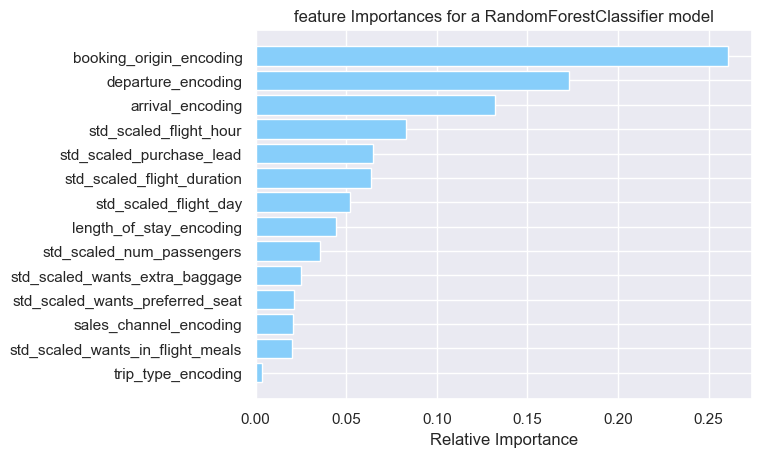 feature Importances for a RandomForestClassifier model
booking_origin_encoding
departure_encoding
arrival_encoding
std_scaled_flight_hour
std_scaled_purchase_lead
std_scaled_flight_duration
std_scaled_flight_day
length_of_stay_encoding
std_scaled_num_passengers
std_scaled_wants_extra_baggage
std_scaled_wants_preferred_seat
sales_channel_encoding
std_scaled_wants_in_flight_meals
trip_type_encoding
0.00 0.05 0.10 0.15 0.20 0.25
Relative Importance